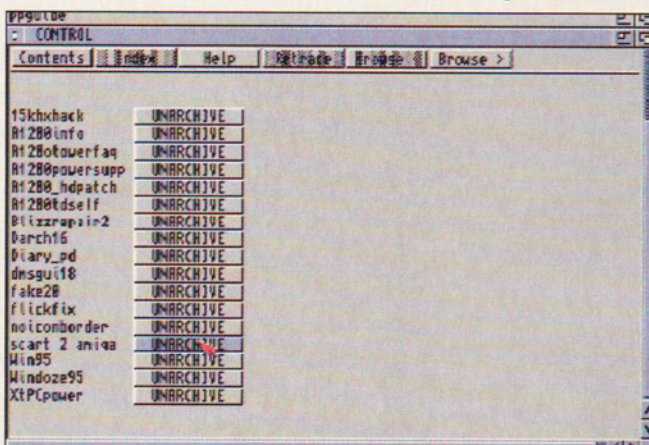 ppguide
CONTROL
Contents Index Help Retrace Browse Browse >
15khxhack UNARCHIVE
A1200info UNARCHIVE
A1200towerfaq UNARCHIVE
A1200powersupp UNARCHIVE
A1200_hdpatch UNARCHIVE
A1200tdself UNARCHIVE
Blizzrepair2 UNARCHIVE
Darch16 UNARCHIVE
Diary_pd UNARCHIVE
dmsgui18 UNARCHIVE
fake20 UNARCHIVE
flickfix UNARCHIVE
noicomborder UNARCHIVE
scart 2 amiga UNARCHIVE
Win95 UNARCHIVE
Windoze95 UNARCHIVE
XtPCpower UNARCHIVE